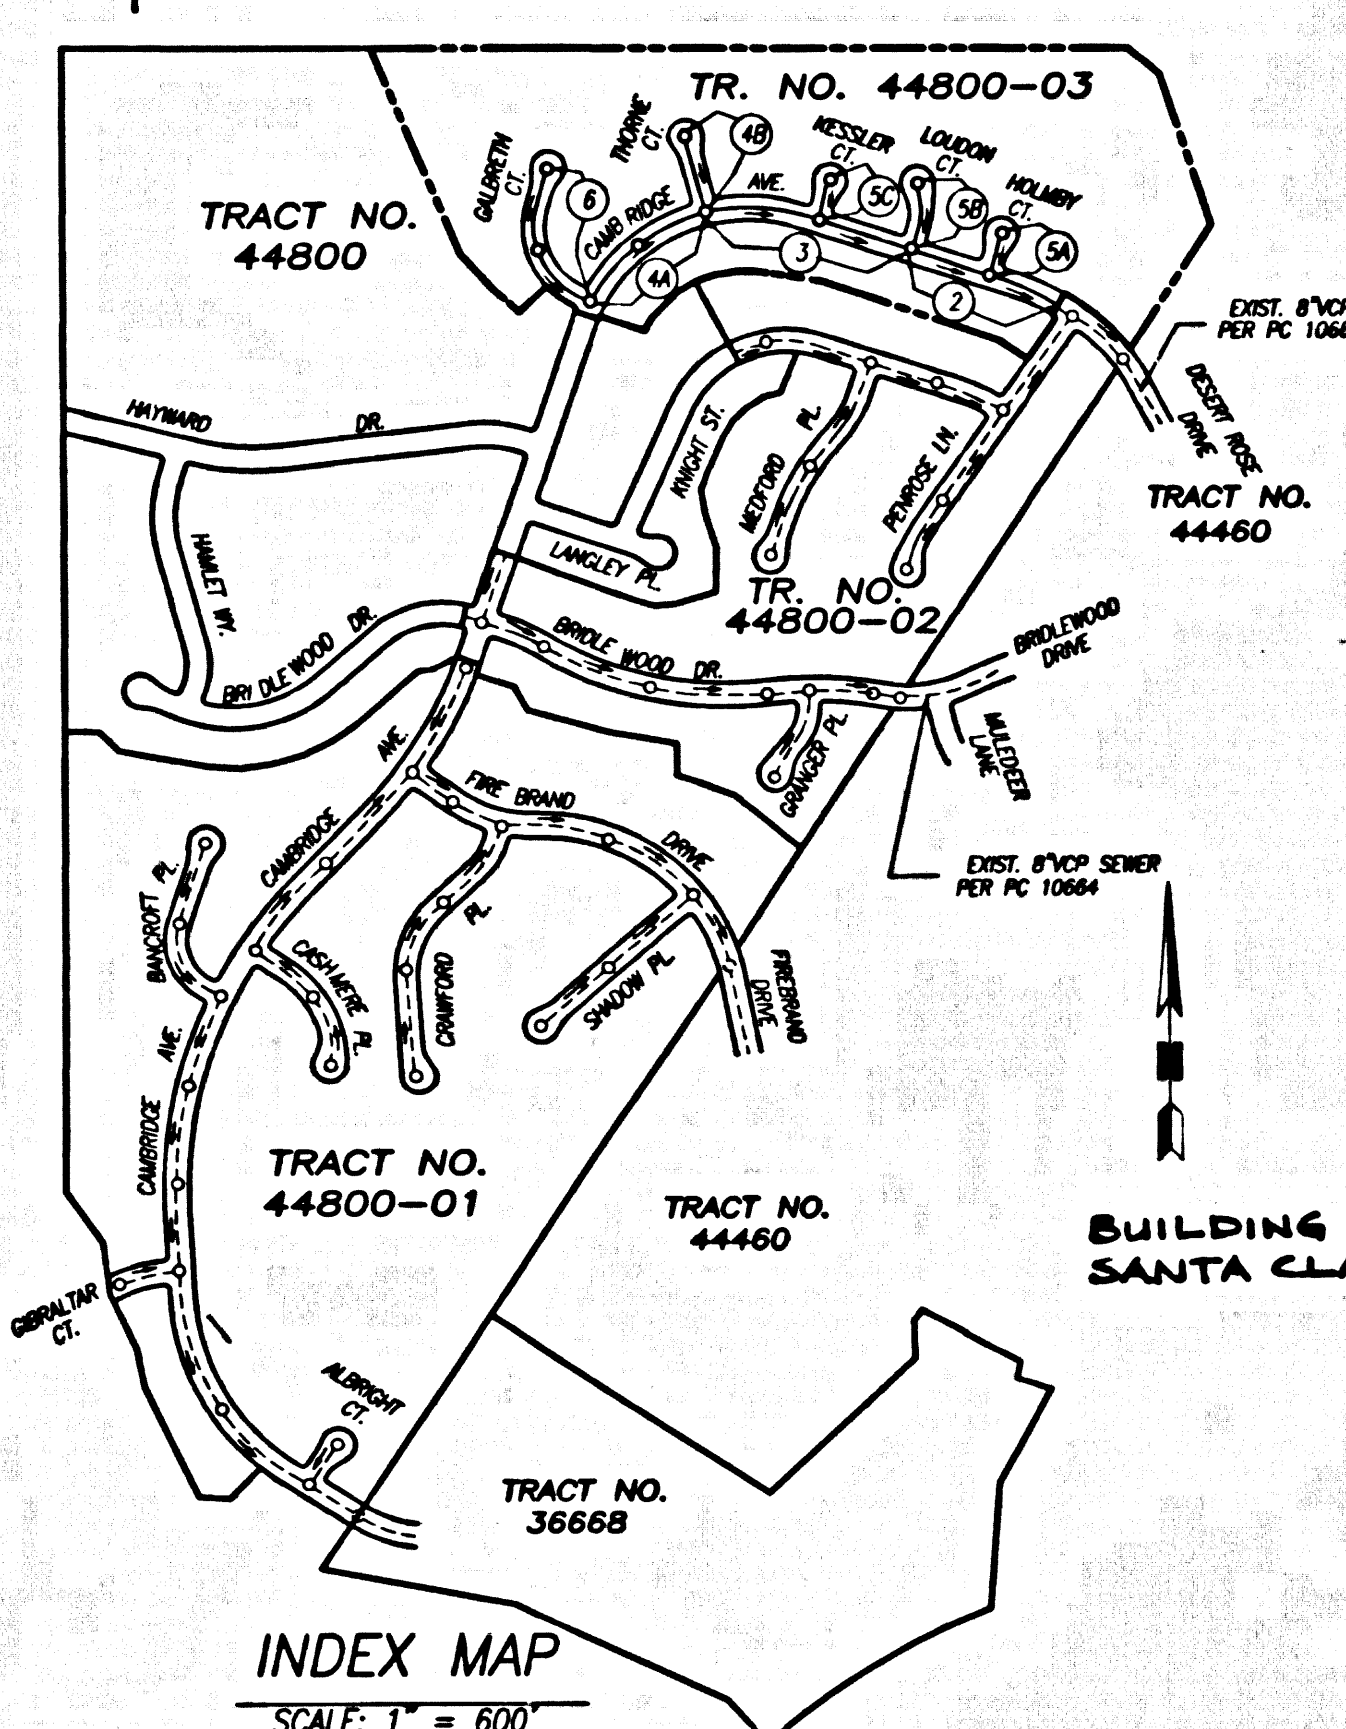 TR. NO. 44800-03
THORNE
CT.
4B
KESSLER
CT.
LOUDON
CT.
HOLMBY
CT.
GALBRETH
CT.
6
CAMBRIDGE
AVE.
5C
5B
5A
4A
3
2
TRACT NO.
44800
EXIST. 8"VCP
PER PC
DESERT ROSE
DRIVE
HAYWARD DR.
KNIGHT ST.
MEDFORD PL.
PENROSE LN.
TRACT NO.
44460
HAMLET WY.
LANGLEY PL.
TR. NO.
44800-02
BRIDLEWOOD DR.
BRIDLE WOOD DR.
BRIDLEWOOD
DRIVE
MULEDEER
LANE
GRANGER PL.
AVE.
FIRE BRAND
DRIVE
CAMBRIDGE
EXIST. 8"VCP SEWER
PER PC 10664
BANCROFT PL.
CASHMERE PL.
CRAWFORD
PL.
SHADOW PL.
FIREBRAND
DRIVE
CAMBRIDGE AVE.
TRACT NO.
44800-01
TRACT NO.
44460
BUILDING
SANTA CLA
GIBRALTAR
CT.
ALBRIGHT
CT.
TRACT NO.
36668
INDEX MAP
SCALE: 1" = 600'